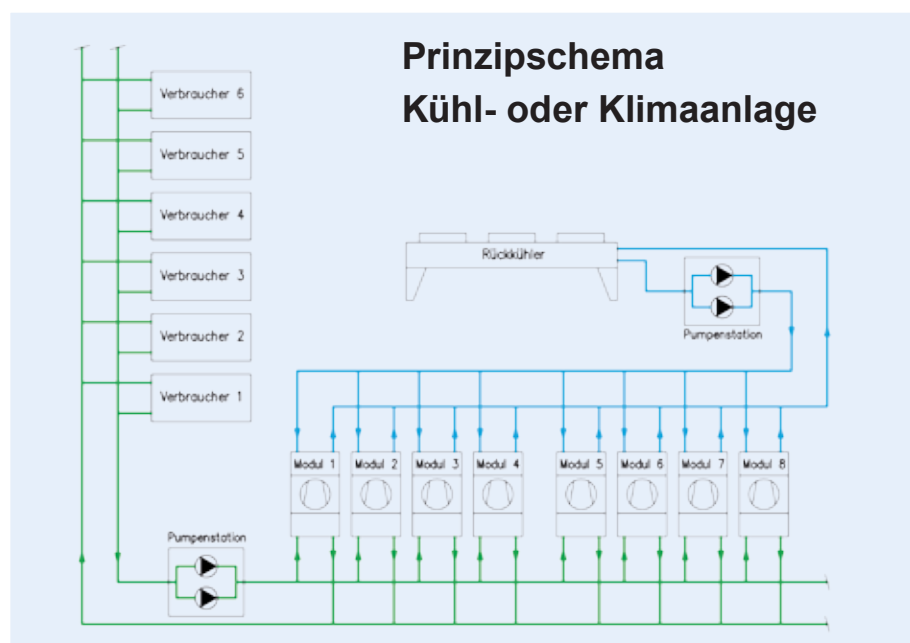 Prinzipschema
Kühl- oder Klimaanlage
Verbraucher 6
Verbraucher 5
Verbraucher 4
Verbraucher 3
Verbraucher 2
Verbraucher 1
Rückkühler
Pumpenstation
Modul 1
Modul 2
Modul 3
Modul 4
Modul 5
Modul 6
Modul 7
Modul 8
Pumpenstation